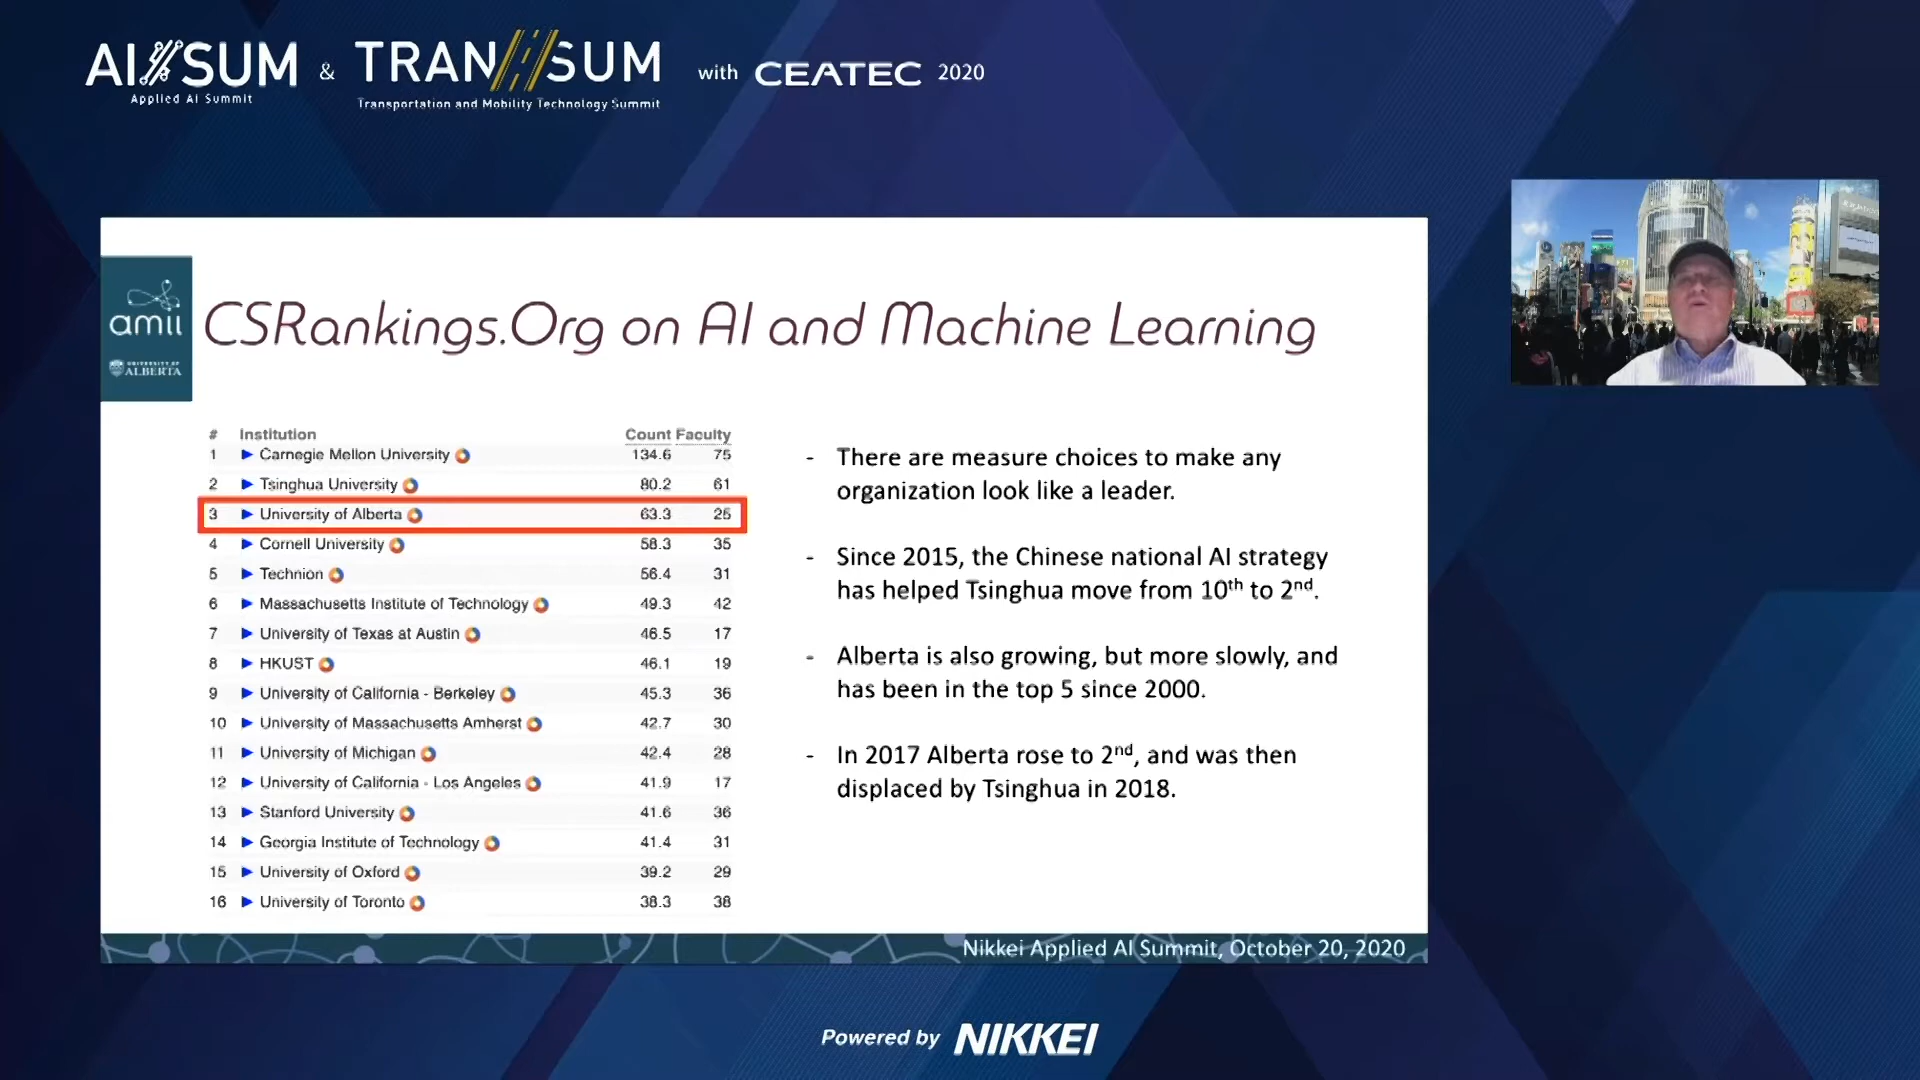 AI//SUM & TRAN//SUM with CEATEC 2020
Applied AI Summit
Transportation and Mobility Technology Summit
amii
UNIVERSITY OF
ALBERTA
CSRankings.Org on AI and Machine Learning
# Institution Count Faculty
1 ► Carnegie Mellon University 134.6 75
2 ► Tsinghua University 80.2 61
3 ► University of Alberta 63.3 25
4 ► Cornell University 58.3 35
5 ► Technion 56.4 31
6 ► Massachusetts Institute of Technology 49.3 42
7 ► University of Texas at Austin 46.5 17
8 ► HKUST 46.1 19
9 ► University of California - Berkeley 45.3 36
10 ► University of Massachusetts Amherst 42.7 30
11 ► University of Michigan 42.4 28
12 ► University of California - Los Angeles 41.9 17
13 ► Stanford University 41.6 36
14 ► Georgia Institute of Technology 41.4 31
15 ► University of Oxford 39.2 29
16 ► University of Toronto 38.3 38
- There are measure choices to make any
organization look like a leader.
- Since 2015, the Chinese national AI strategy
has helped Tsinghua move from 10th to 2nd.
- Alberta is also growing, but more slowly, and
has been in the top 5 since 2000.
- In 2017 Alberta rose to 2nd, and was then
displaced by Tsinghua in 2018.
Nikkei Applied AI Summit, October 20, 2020
Powered by NIKKEI